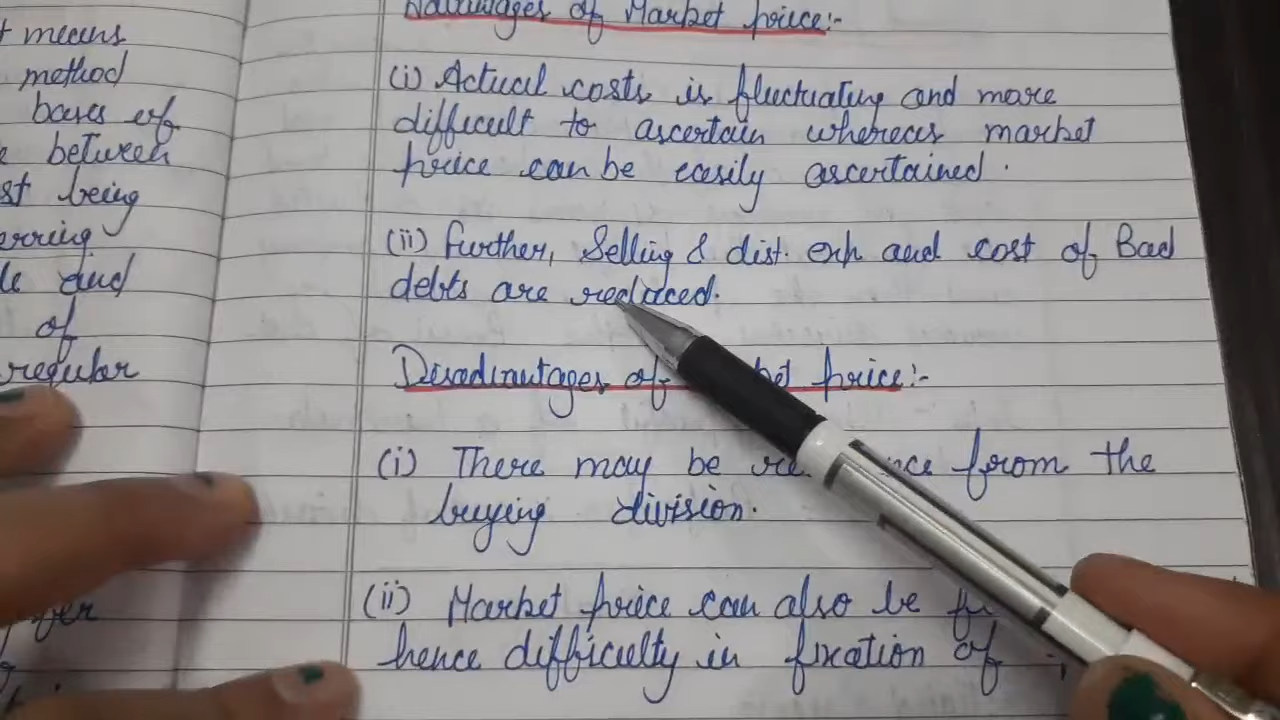 t means
method
bases of
e between
st being
erring
le and
of
regular
Advantages of Market price:-
(i) Actual costs is fluctuating and more
difficult to ascertain whereas market
price can be easily ascertained.
(ii) Further, Selling & dist. exp and cost of Bad
debts are reduced.
Disadvantages of price:-
(i) There may be from the
buying division.
(ii) Market price can also be
hence difficulty in fixation of